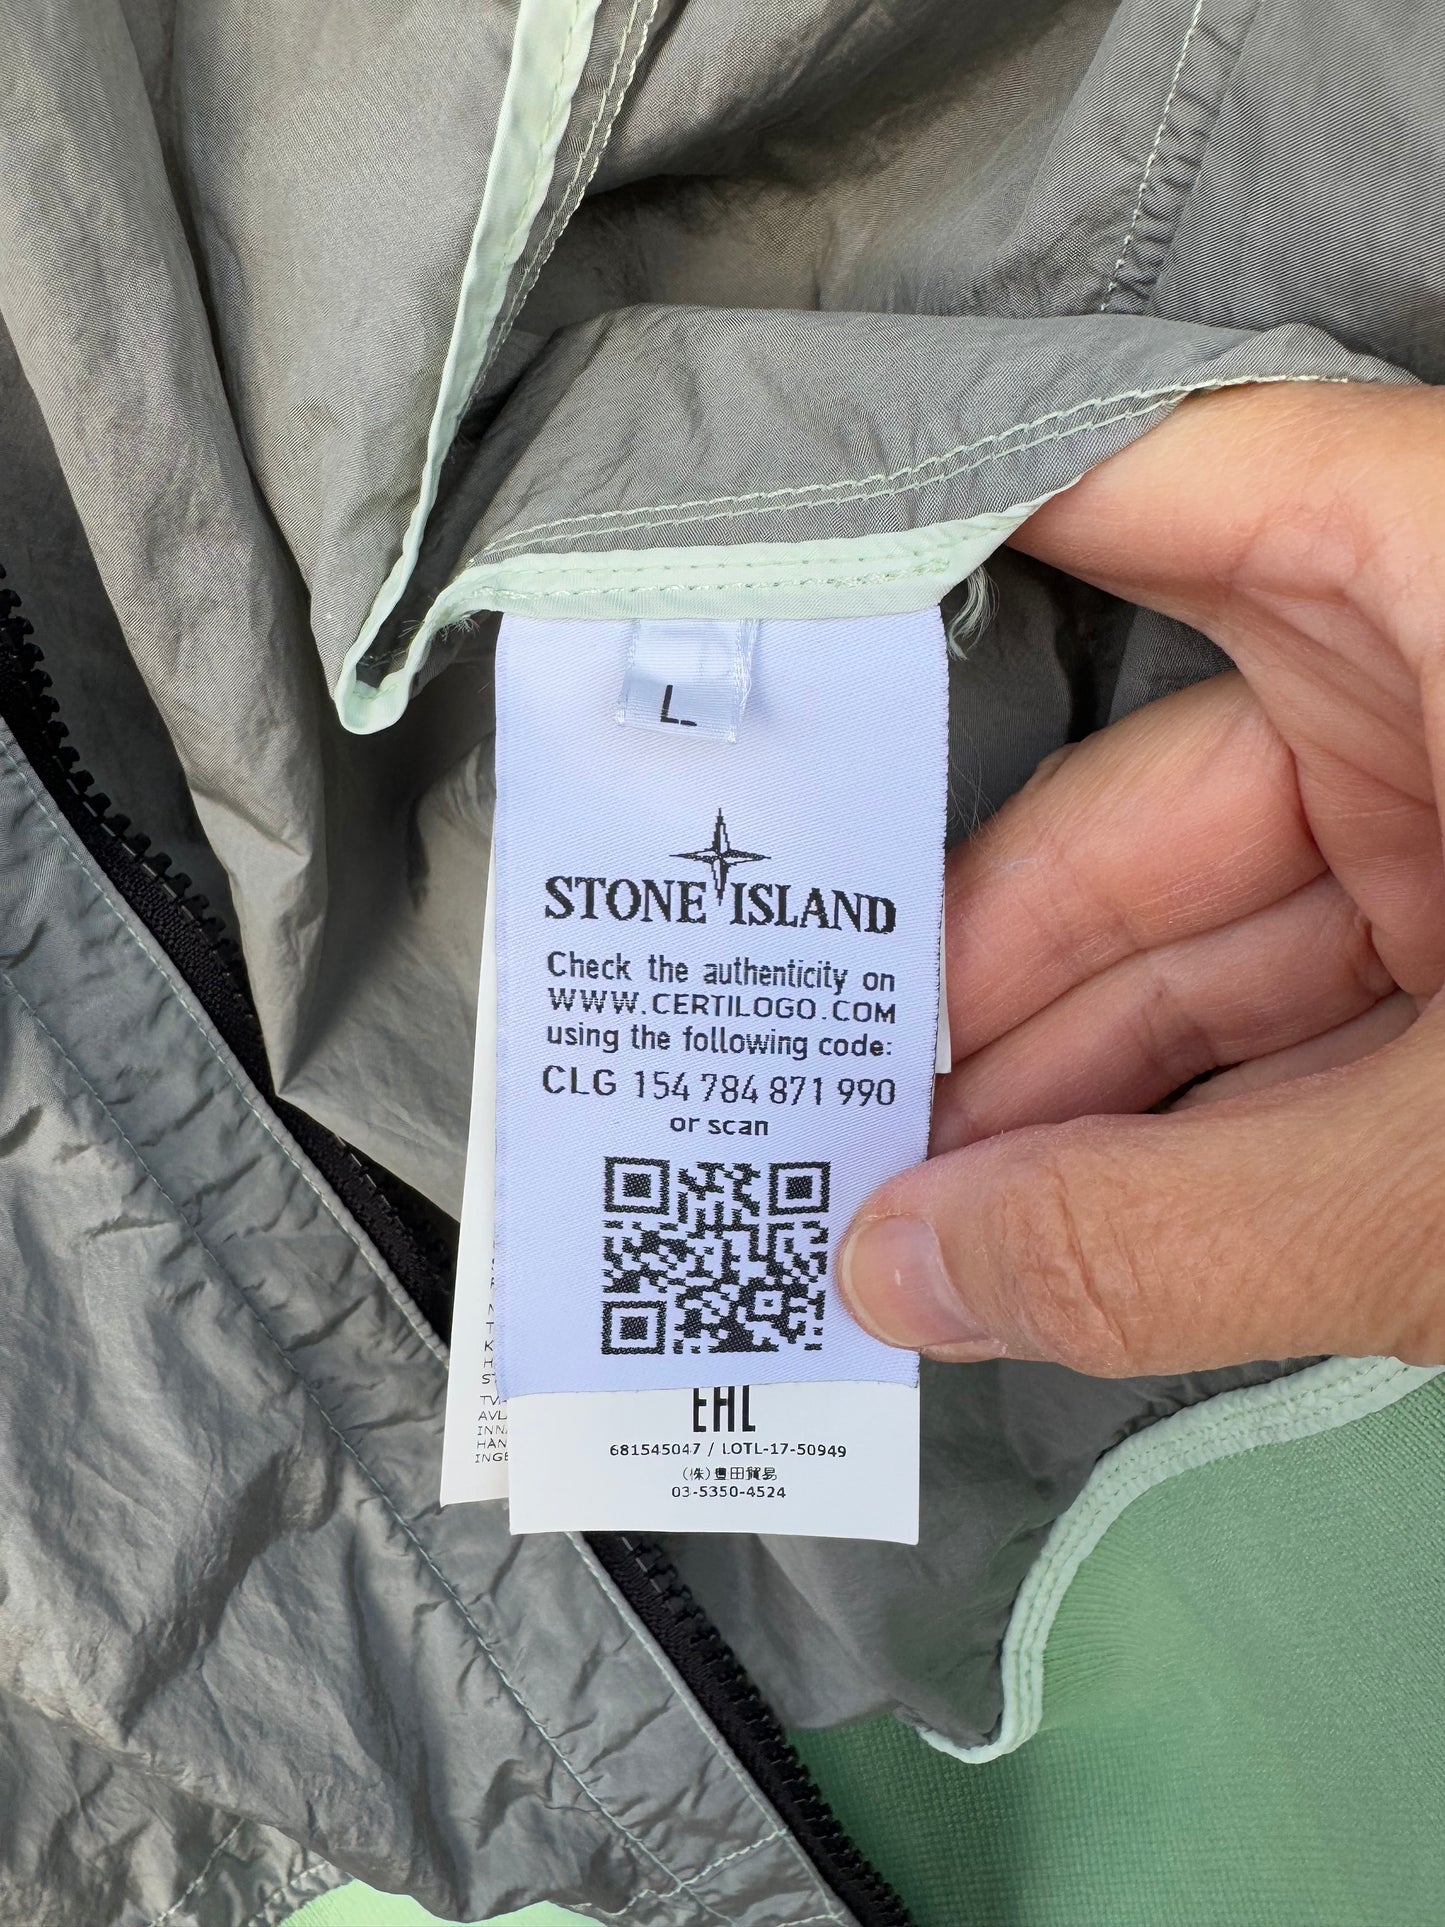 L
STONE ISLAND
Check the authenticity on
WWW.CERTILOGO.COM
using the following code:
CLG 154 784 871 990
or scan
EAC
681545047 / LOTL-17-50949
(株)豊田貿易
03-5350-4524